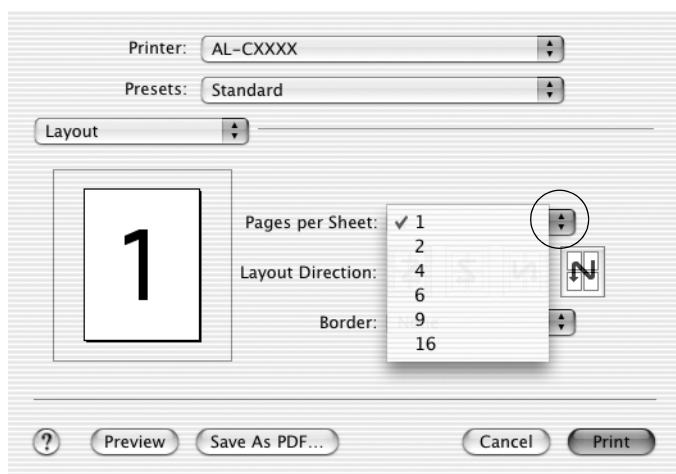 Printer: AL-CXXXX
Presets: Standard
Layout
1
Pages per Sheet: ✓ 1
2
Layout Direction: 4
6
Border: 9
16
? Preview Save As PDF... Cancel Print